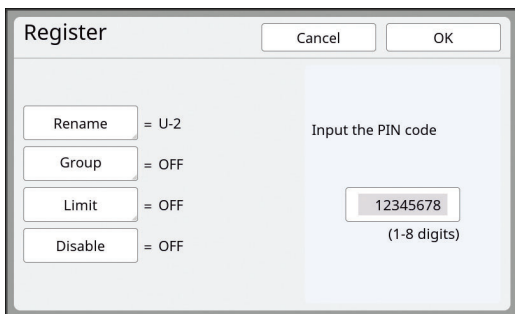 Register
Cancel
OK
Rename = U-2
Group = OFF
Limit = OFF
Disable = OFF
Input the PIN code
12345678
(1-8 digits)